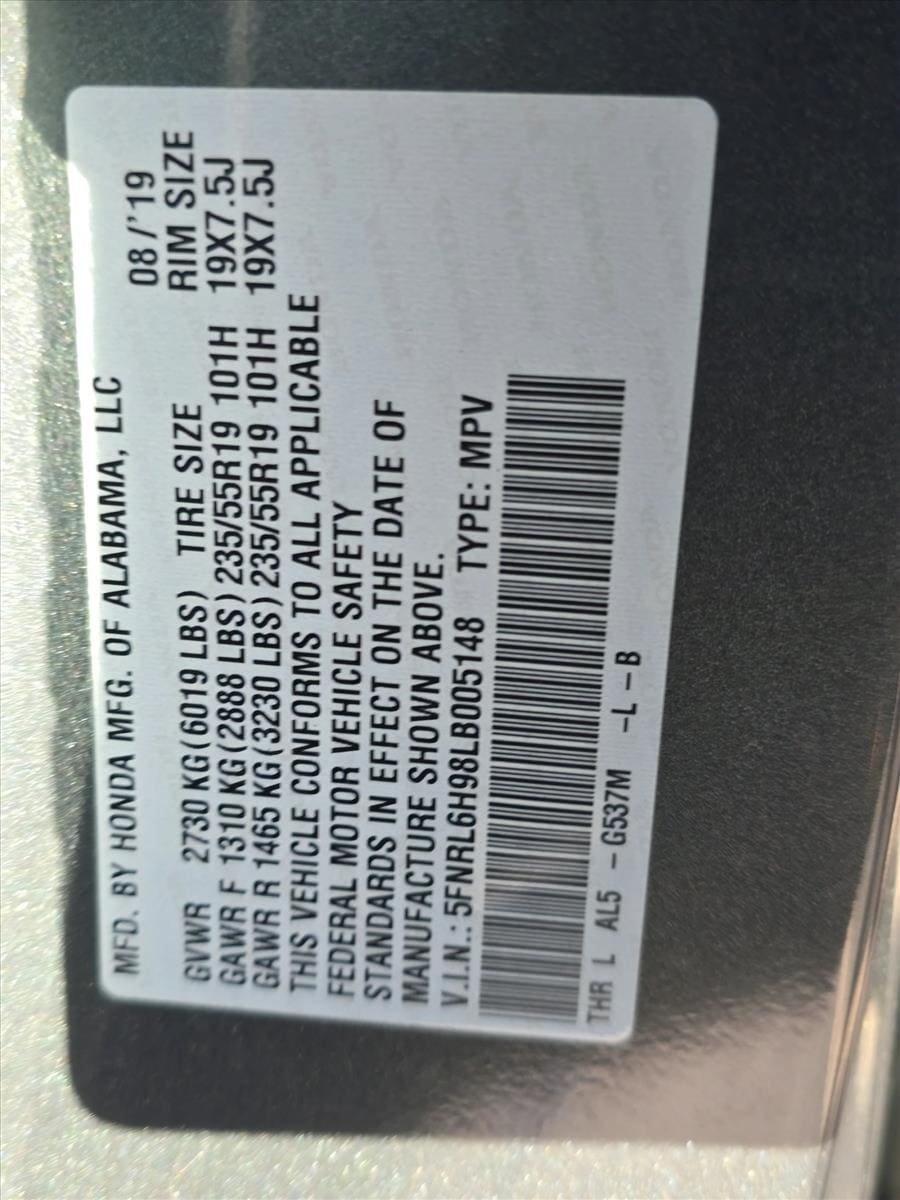 MFD. BY HONDA MFG. OF ALABAMA, LLC
08/'19
GVWR 2730 KG(6019 LBS) TIRE SIZE RIM SIZE
GAWR F 1310 KG(2888 LBS)235/55R19 101H 19X7.5J
GAWR R 1465 KG(3230 LBS)235/55R19 101H 19X7.5J
THIS VEHICLE CONFORMS TO ALL APPLICABLE
FEDERAL MOTOR VEHICLE SAFETY
STANDARDS IN EFFECT ON THE DATE OF
MANUFACTURE SHOWN ABOVE.
V.I.N.: 5FNRL6H98LB005148 TYPE: MPV
THR L AL5 -G537M -L-B